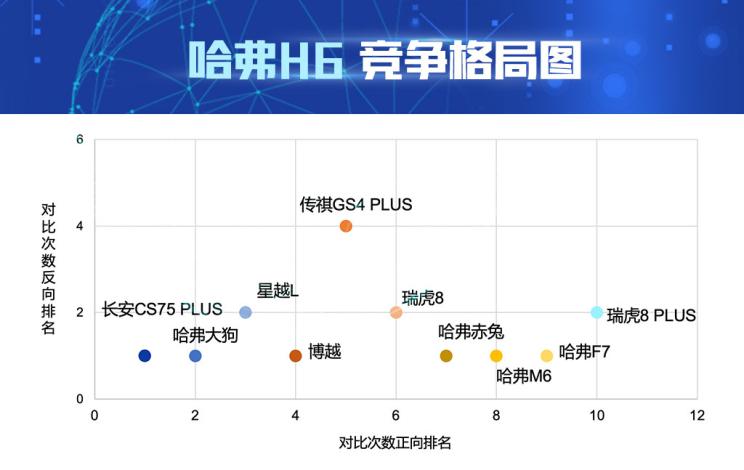 哈弗H6 竞争格局图
6
传祺GS4 PLUS
4
对比次数反向排名
星越L
瑞虎8
长安CS75 PLUS
2
瑞虎8 PLUS
哈弗大狗
哈弗赤兔
博越
哈弗F7
哈弗M6
0
0 2 4 6 8 10 12
对比次数正向排名